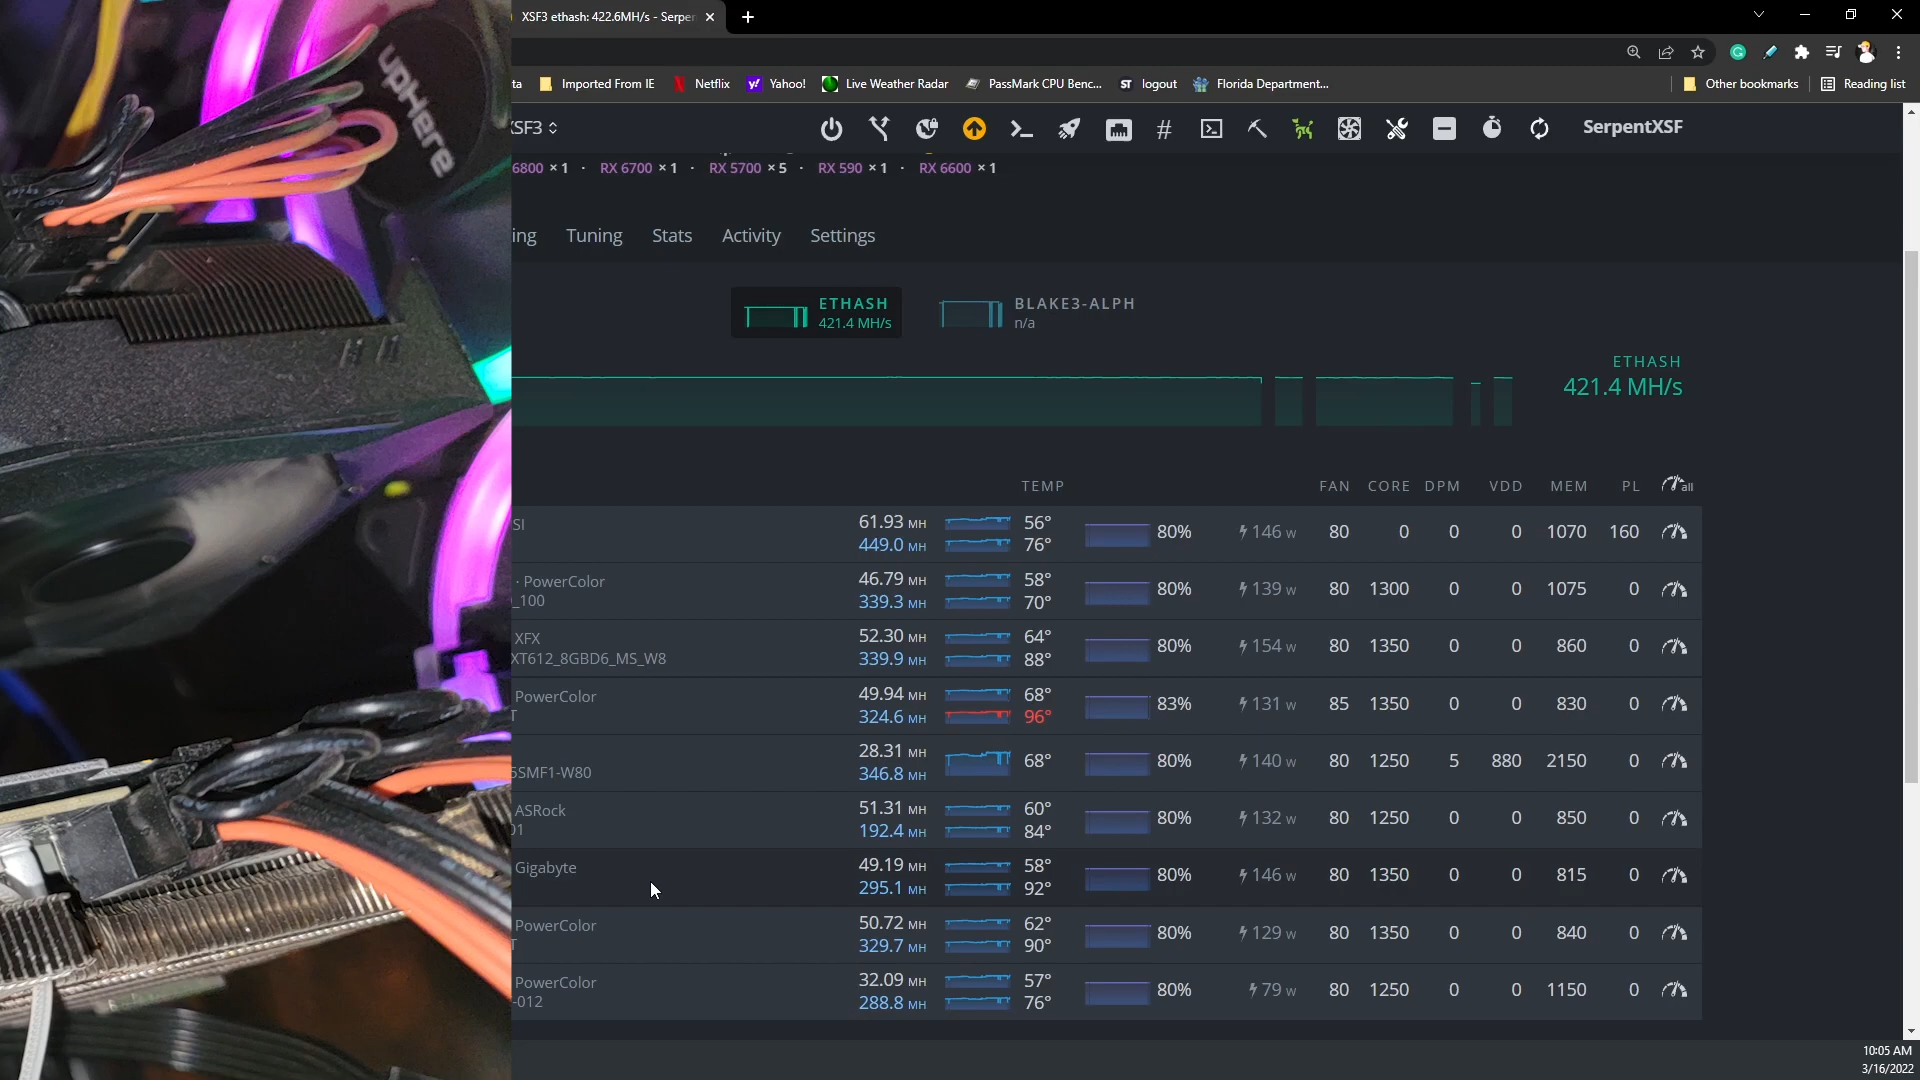 XSF3 ethash: 422.6MH/s - Serpen
upHere
ta
Imported From IE
Netflix
Yahoo!
Live Weather Radar
PassMark CPU Benc...
logout
Florida Department...
Other bookmarks
Reading list
XSF3
SerpentXSF
6800 ×1 · RX 6700 ×1 · RX 5700 ×5 · RX 590 ×1 · RX 6600 ×1
ing Tuning Stats Activity Settings
ETHASH
421.4 MH/s
BLAKE3-ALPH
n/a
ETHASH
421.4 MH/s
TEMP FAN CORE DPM VDD MEM PL all
SI 61.93 MH 56° 80% 146 w 80 0 0 0 1070 160
449.0 MH 76°
· PowerColor 46.79 MH 58° 80% 139 w 80 1300 0 0 1075 0
_100 339.3 MH 70°
XFX 52.30 MH 64° 80% 154 w 80 1350 0 0 860 0
XT612_8GBD6_MS_W8 339.9 MH 88°
PowerColor 49.94 MH 68° 83% 131 w 85 1350 0 0 830 0
T 324.6 MH 96°
28.31 MH 68° 80% 140 w 80 1250 5 880 2150 0
5SMF1-W80 346.8 MH
ASRock 51.31 MH 60° 80% 132 w 80 1250 0 0 850 0
01 192.4 MH 84°
Gigabyte 49.19 MH 58° 80% 146 w 80 1350 0 0 815 0
295.1 MH 92°
PowerColor 50.72 MH 62° 80% 129 w 80 1350 0 0 840 0
T 329.7 MH 90°
PowerColor 32.09 MH 57° 80% 79 w 80 1250 0 0 1150 0
-012 288.8 MH 76°
10:05 AM
3/16/2022